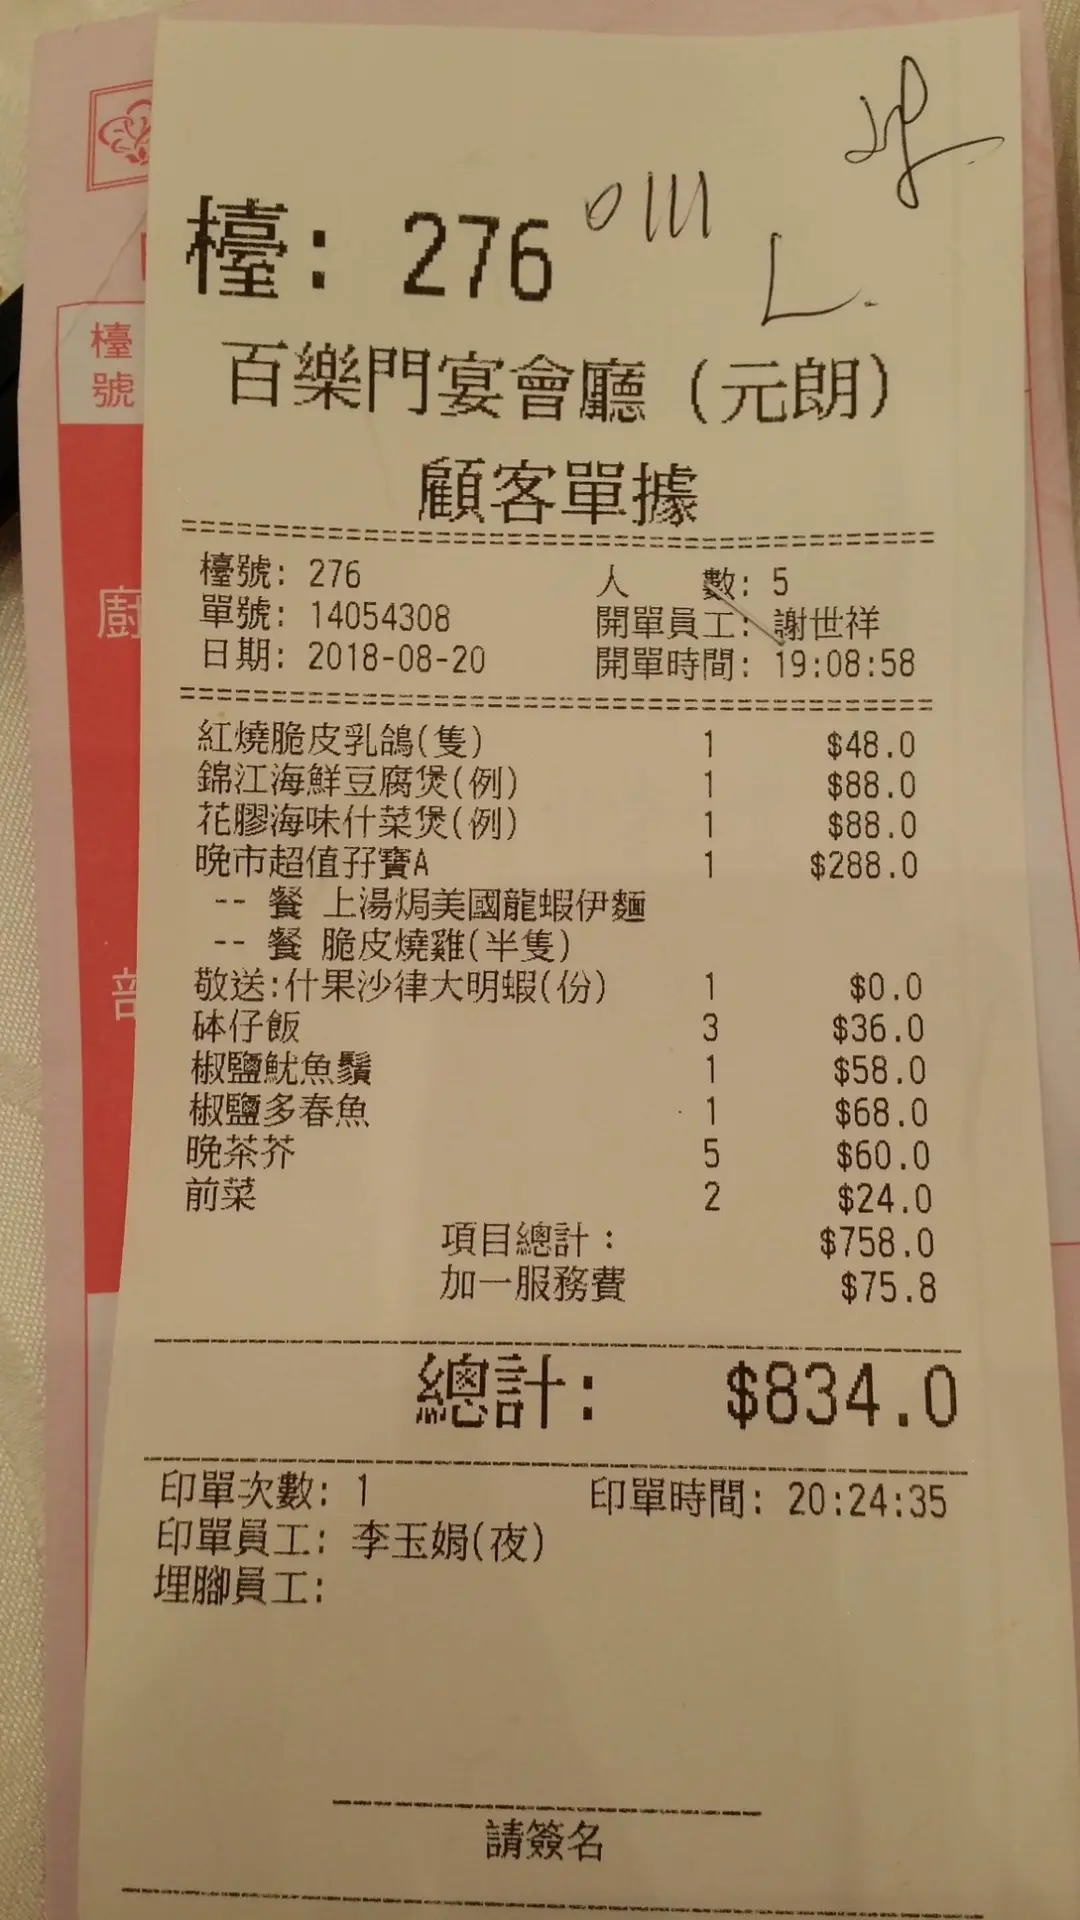 檯: 276
0111
L.
百樂門宴會廳 (元朗)
顧客單據
檯號: 276 人 數: 5
單號: 14054308 開單員工: 謝世祥
日期: 2018-08-20 開單時間: 19:08:58
紅燒脆皮乳鴿(隻) 1 $48.0
錦江海鮮豆腐煲(例) 1 $88.0
花膠海味什菜煲(例) 1 $88.0
晚市超值孖寶A 1 $288.0
-- 餐 上湯焗美國龍蝦伊麵
-- 餐 脆皮燒雞(半隻)
敬送:什果沙律大明蝦(份) 1 $0.0
砵仔飯 3 $36.0
椒鹽魷魚鬚 1 $58.0
椒鹽多春魚 1 $68.0
晚茶芥 5 $60.0
前菜 2 $24.0
項目總計: $758.0
加一服務費 $75.8
總計: $834.0
印單次數: 1 印單時間: 20:24:35
印單員工: 李玉娟(夜)
埋腳員工:
請簽名
檯
號
廚
部